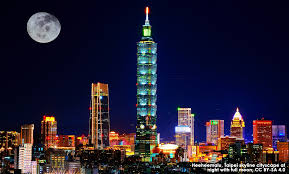 Heeheemalu, Taipei skyline cityscape at
night with full moon, CC BY-SA 4.0